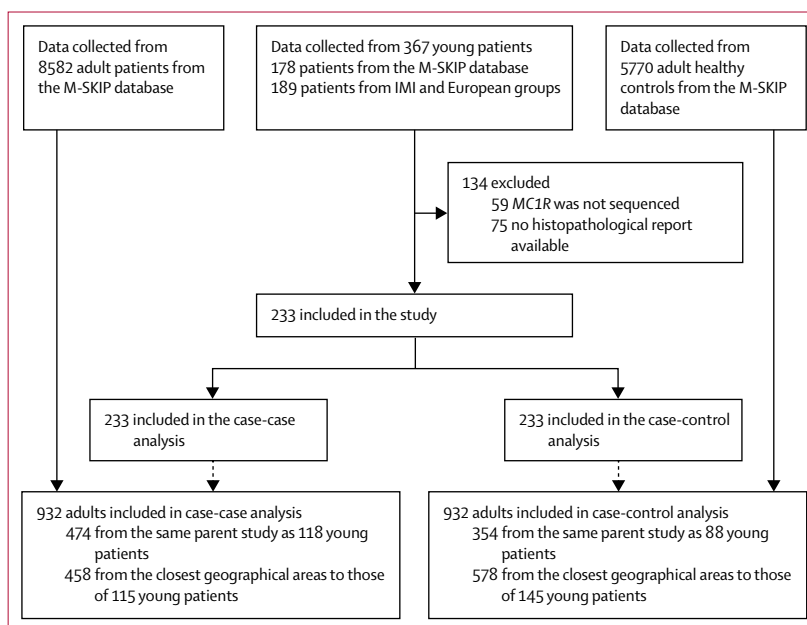 Data collected from
8582 adult patients from
the M-SKIP database
Data collected from 367 young patients
178 patients from the M-SKIP database
189 patients from IMI and European groups
Data collected from
5770 adult healthy
controls from the M-SKIP
database
134 excluded
59 MC1R was not sequenced
75 no histopathological report
available
233 included in the study
233 included in the case-case
analysis
233 included in the case-control
analysis
932 adults included in case-case analysis
474 from the same parent study as 118 young
patients
458 from the closest geographical areas to those
of 115 young patients
932 adults included in case-control analysis
354 from the same parent study as 88 young
patients
578 from the closest geographical areas to those
of 145 young patients